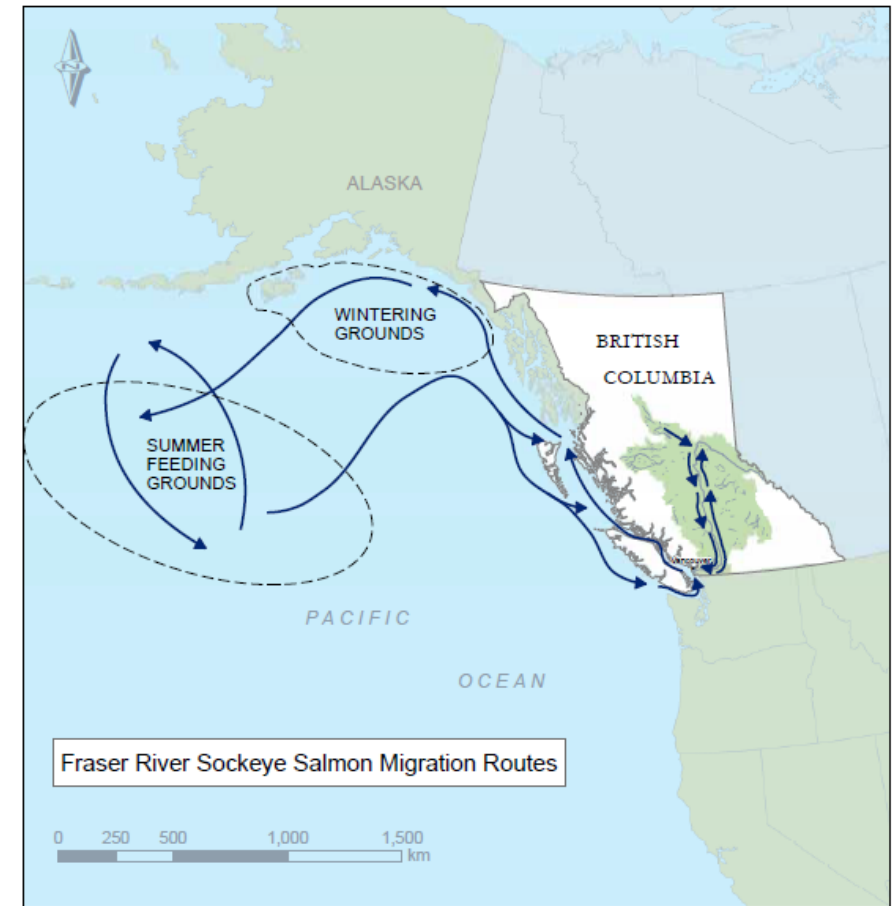 N
ALASKA
WINTERING
GROUNDS
BRITISH
COLUMBIA
SUMMER
FEEDING
GROUNDS
Vancouver
PACIFIC
OCEAN
Fraser River Sockeye Salmon Migration Routes
0 250 500 1,000 1,500
km